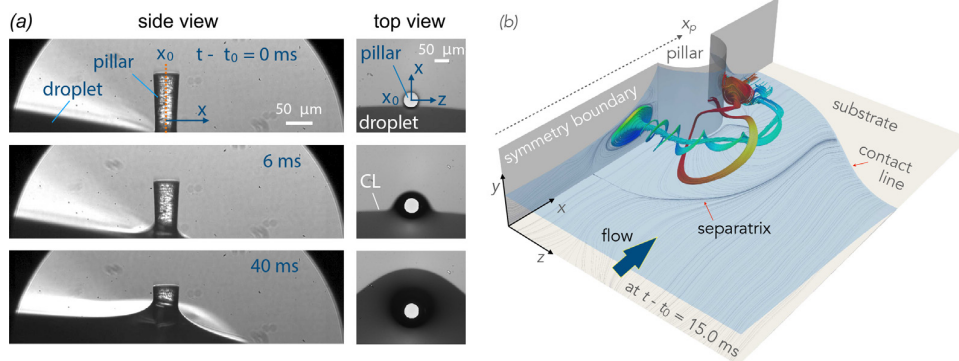 (a)
side view
top view
x0
t - t0 = 0 ms
pillar
droplet
x
50 μm
pillar
50 μm
x
x0
z
droplet
6 ms
CL
40 ms
(b)
xp
pillar
symmetry boundary
substrate
contact
line
y
x
z
separatrix
flow
at t - t0 = 15.0 ms